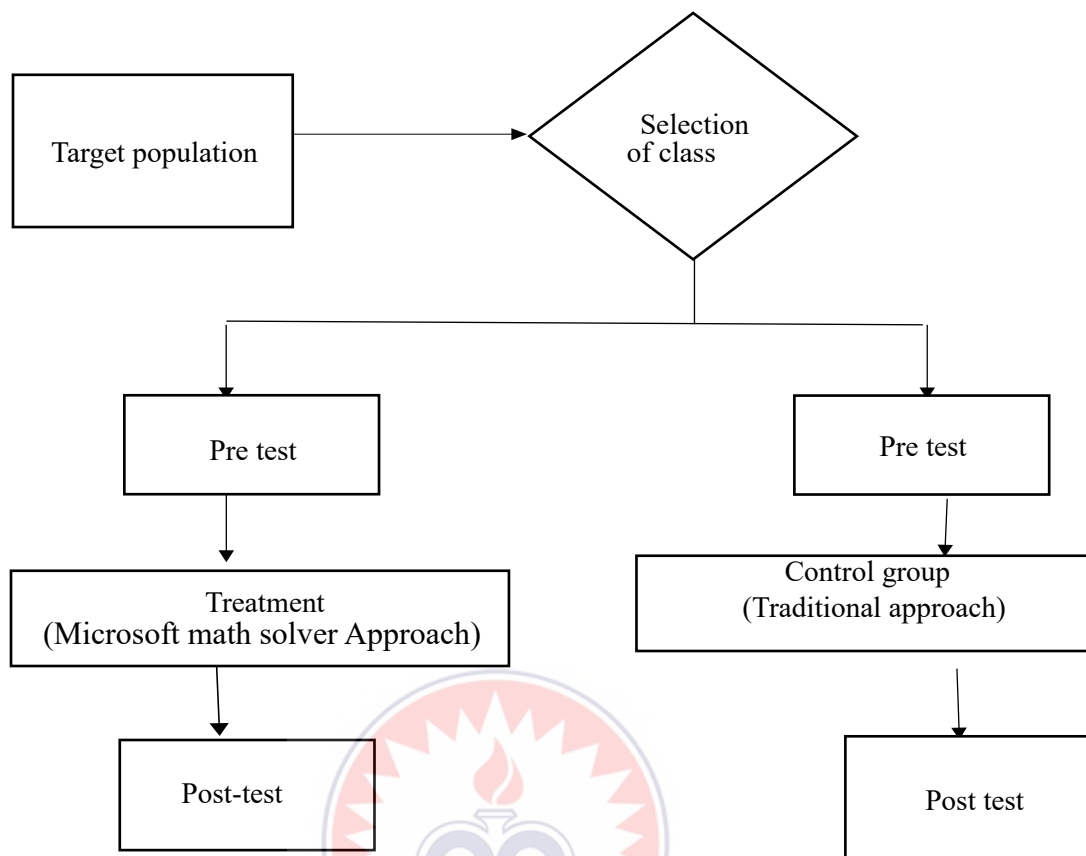 Target population
Selection
of class
Pre test
Pre test
Treatment
(Microsoft math solver Approach)
Control group
(Traditional approach)
Post-test
Post test